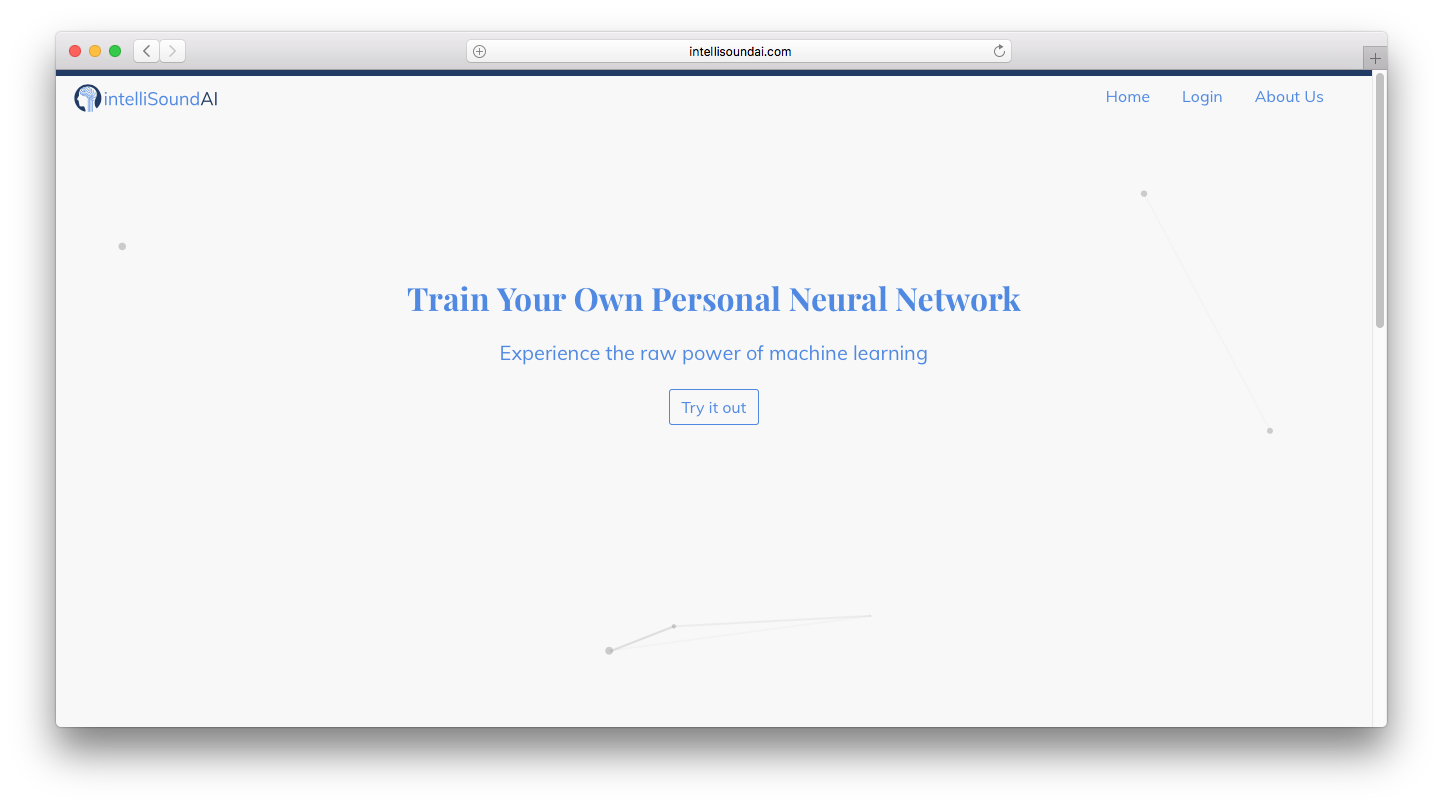 intellisoundai.com
intelliSoundAI
Home Login About Us
Train Your Own Personal Neural Network
Experience the raw power of machine learning
Try it out